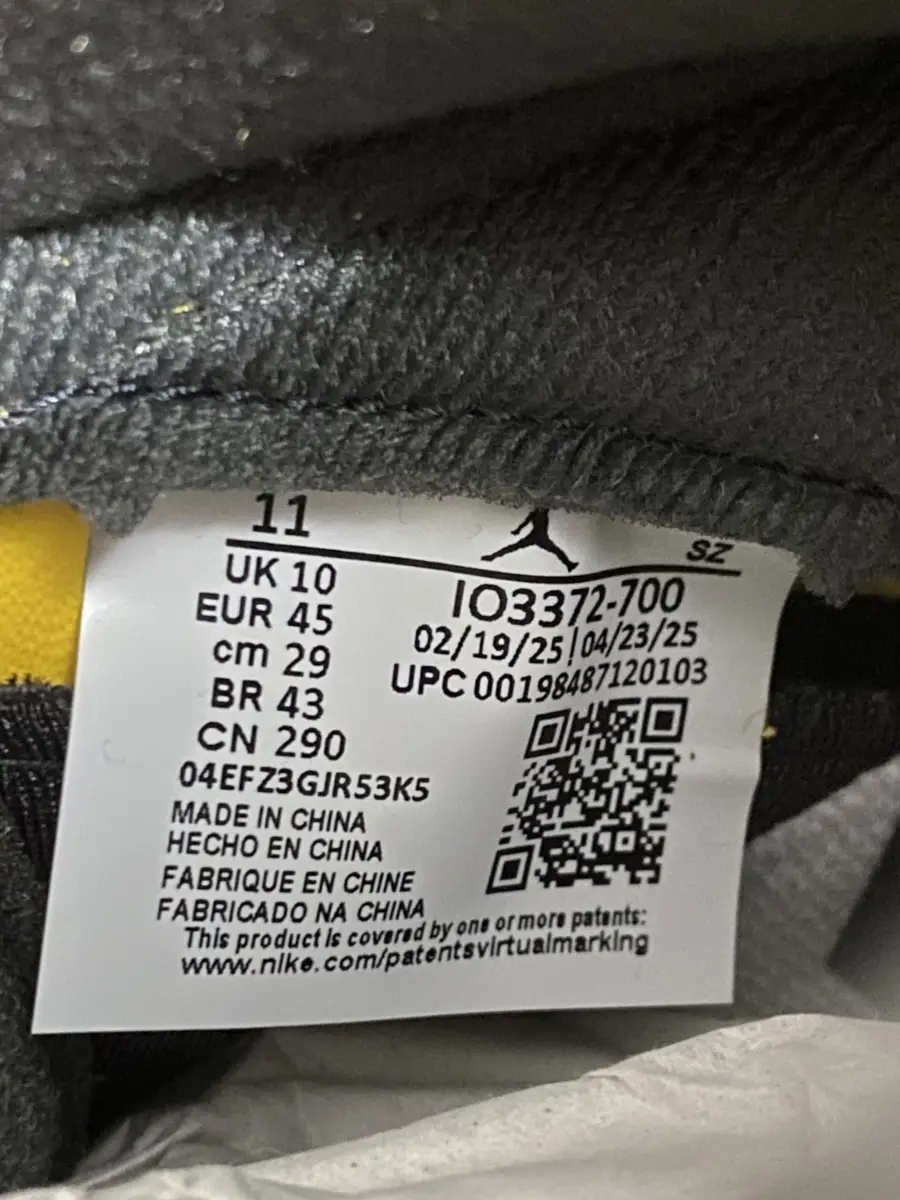 11
SZ
UK 10
EUR 45
cm 29
BR 43
CN 290
IO3372-700
02/19/25|04/23/25
UPC 00198487120103
04EFZ3GJR53K5
MADE IN CHINA
HECHO EN CHINA
FABRIQUE EN CHINE
FABRICADO NA CHINA
This product is covered by one or more patents:
www.nike.com/patentsvirtualmarking